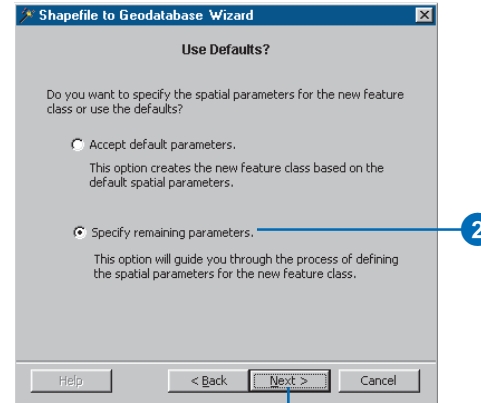 Shapefile to Geodatabase Wizard
Use Defaults?
Do you want to specify the spatial parameters for the new feature
class or use the defaults?
Accept default parameters.
This option creates the new feature class based on the
default spatial parameters.
Specify remaining parameters.
2
This option will guide you through the process of defining
the spatial parameters for the new feature class.
Help
< Back
Next >
Cancel